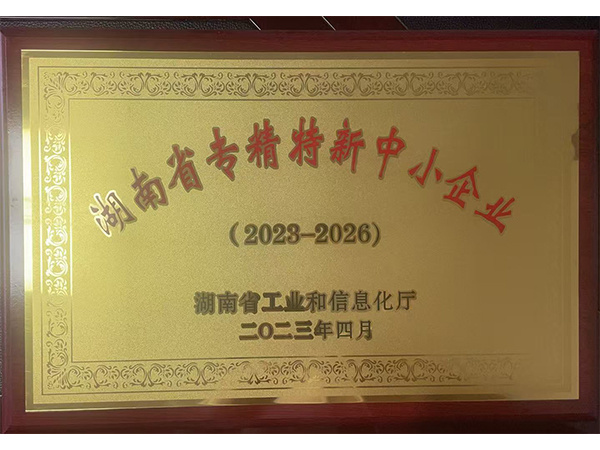 湖南省专精特新中小企业
（2023-2026）
湖南省工业和信息化厅
二〇二三年四月